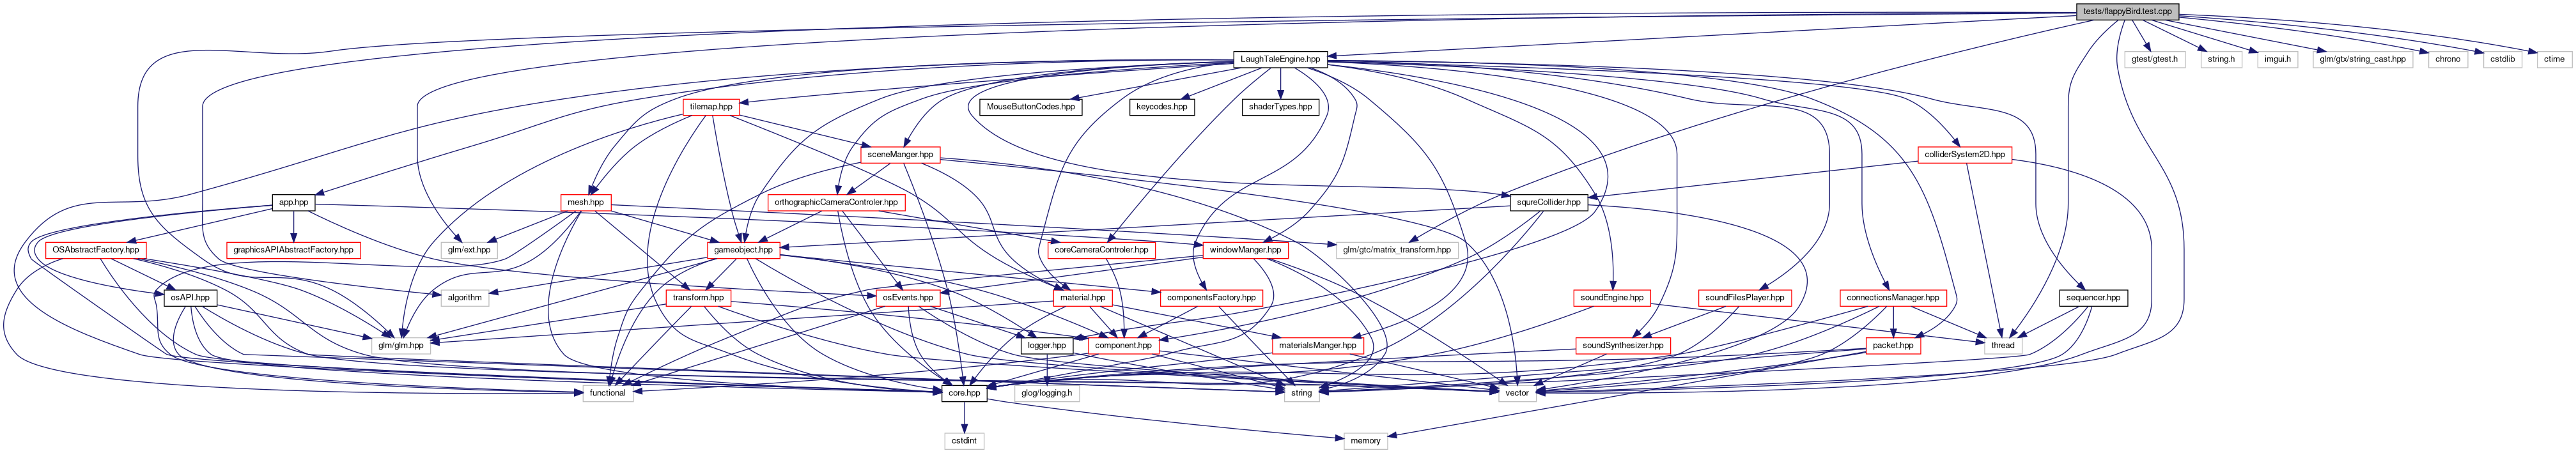 tests/flappyBird.test.cpp
LaughTaleEngine.hpp
gtest/gtest.h
string.h
imgui.h
glm/gtx/string_cast.hpp
chrono
cstdlib
ctime
tilemap.hpp
MouseButtonCodes.hpp
keycodes.hpp
shaderTypes.hpp
sceneManger.hpp
colliderSystem2D.hpp
app.hpp
mesh.hpp
orthographicCameraControler.hpp
squreCollider.hpp
OSAbstractFactory.hpp
graphicsAPIAbstractFactory.hpp
glm/ext.hpp
gameobject.hpp
coreCameraControler.hpp
windowManger.hpp
glm/gtc/matrix_transform.hpp
osAPI.hpp
algorithm
transform.hpp
osEvents.hpp
material.hpp
componentsFactory.hpp
soundEngine.hpp
soundFilesPlayer.hpp
connectionsManager.hpp
sequencer.hpp
glm/glm.hpp
logger.hpp
component.hpp
materialsManger.hpp
soundSynthesizer.hpp
packet.hpp
thread
functional
core.hpp
glog/logging.h
string
vector
cstdint
memory